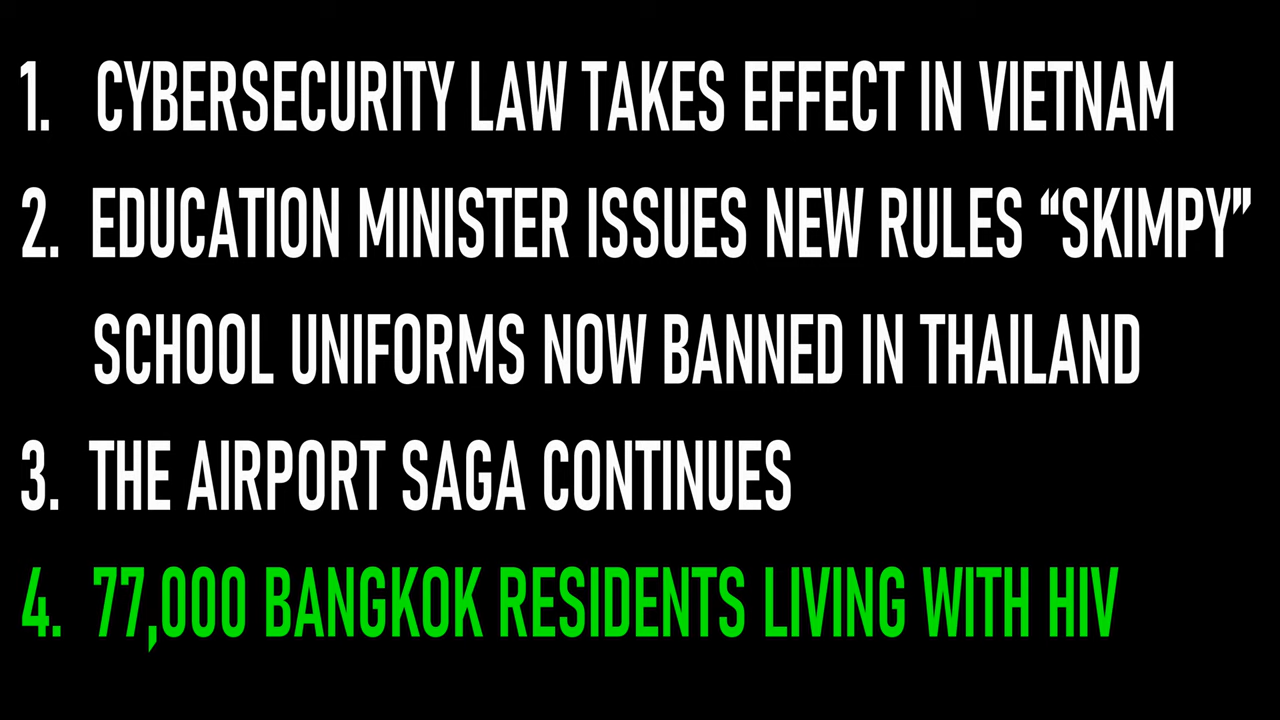 1. CYBERSECURITY LAW TAKES EFFECT IN VIETNAM
2. EDUCATION MINISTER ISSUES NEW RULES “SKIMPY”
SCHOOL UNIFORMS NOW BANNED IN THAILAND
3. THE AIRPORT SAGA CONTINUES
4. 77,000 BANGKOK RESIDENTS LIVING WITH HIV